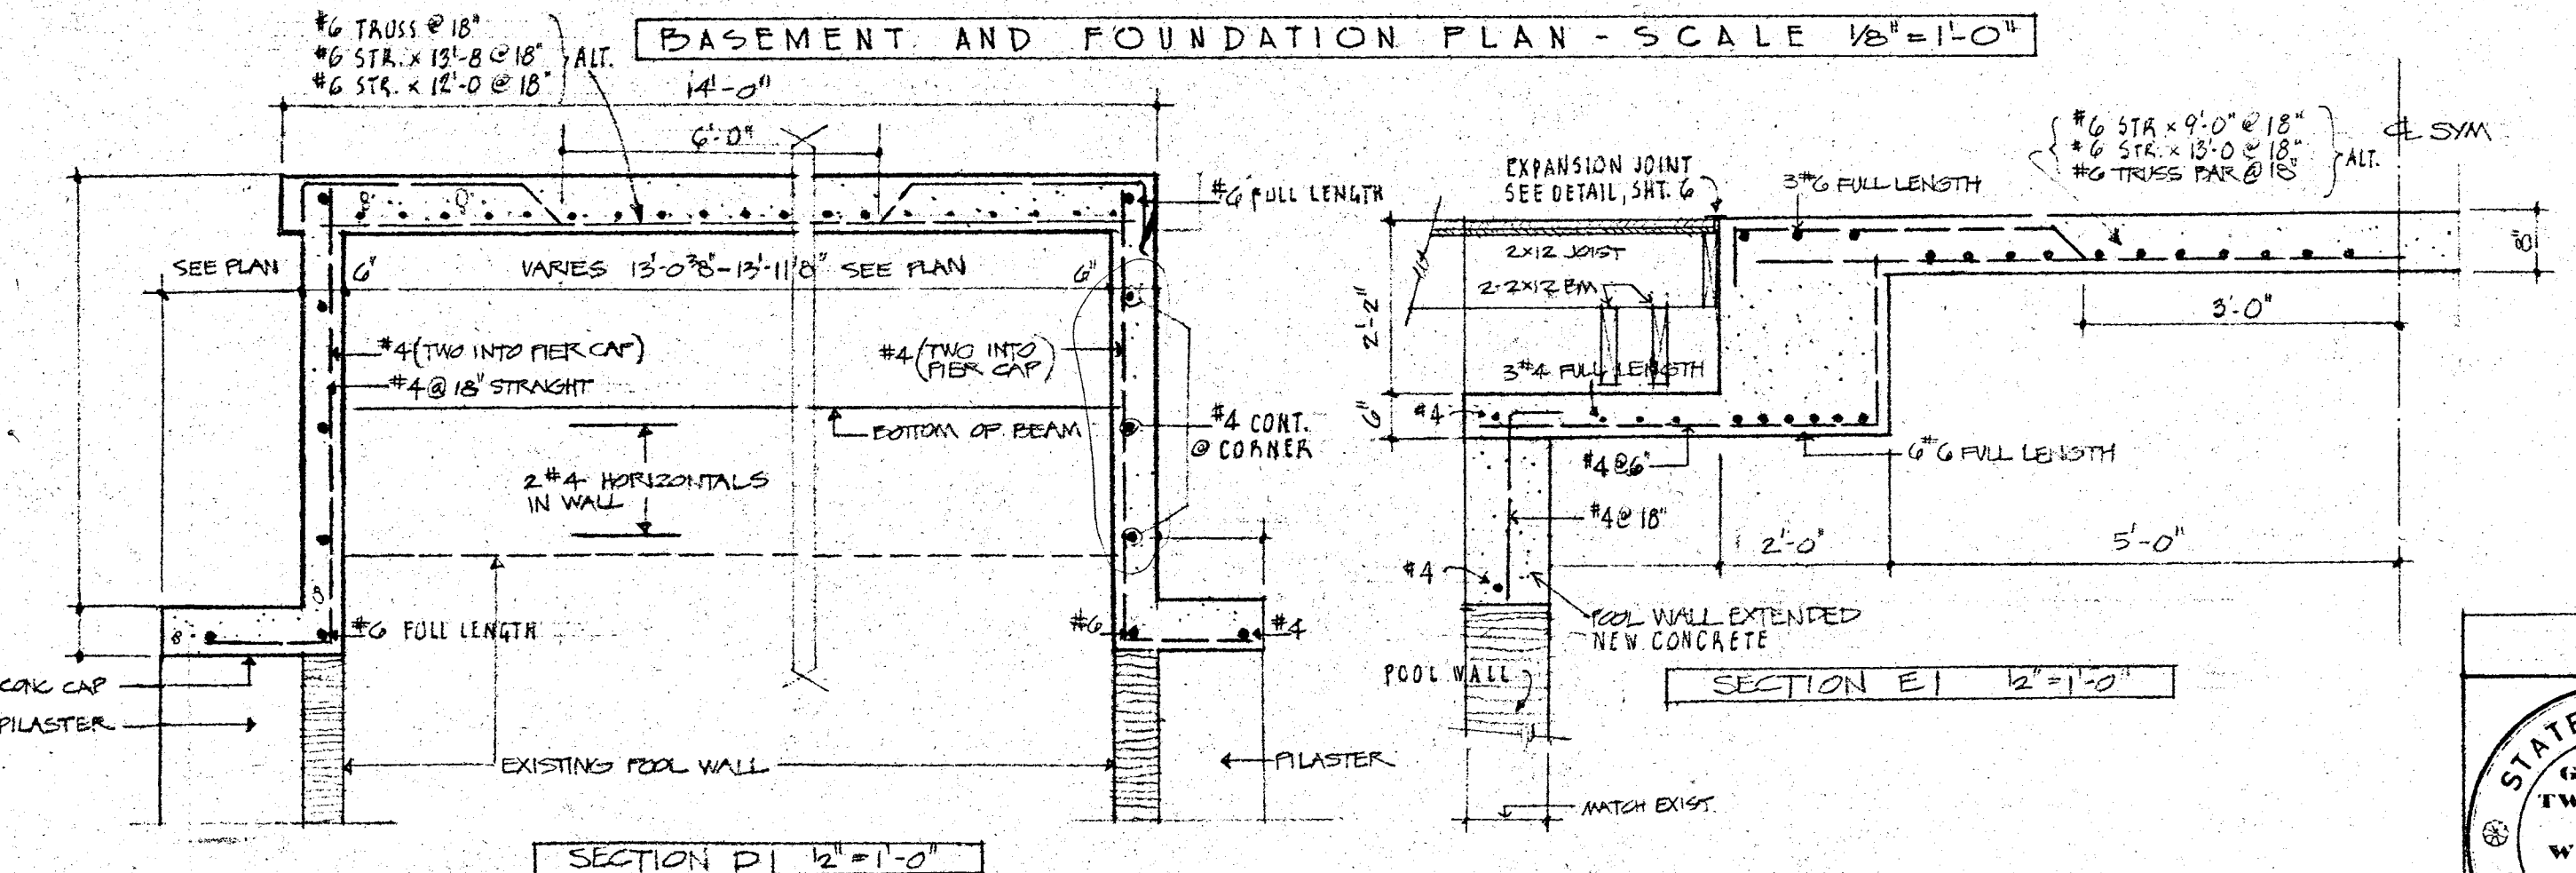 BASEMENT AND FOUNDATION PLAN - SCALE 1/8"=1'-0"
#6 TRUSS @ 18"
#6 STR. x 13'-8 @ 18"
#6 STR. x 12'-0 @ 18"
ALT.
14'-0"
6'-0"
#6 FULL LENGTH
SEE PLAN
6"
VARIES 13'-0 3/8"-13'-11 1/8" SEE PLAN
6"
#4 (TWO INTO PIER CAP)
#4 @ 18" STRAIGHT
#4 (TWO INTO
PIER CAP)
BOTTOM OF BEAM
#4 CONT.
@ CORNER
2 #4 HORIZONTALS
IN WALL
8
#6 FULL LENGTH
#6
#4
CONC CAP
PILASTER
EXISTING POOL WALL
PILASTER
SECTION D1 1/2"=1'-0"
#6 STR x 9'-0" @ 18"
#6 STR. x 13'-0 @ 18"
#6 TRUSS BAR @ 18"
ALT.
℄ SYM
EXPANSION JOINT
SEE DETAIL, SHT. 6
3#6 FULL LENGTH
8"
2X12 JOIST
2-2X12 BM
3'-0"
2'-2"
3#4 FULL LENGTH
6"
#4
#4@6"
6#6 FULL LENGTH
#4@18"
2'-0"
5'-0"
#4
POOL WALL EXTENDED
NEW CONCRETE
POOL WALL
SECTION E1 1/2"=1'-0"
MATCH EXIST.
STATE